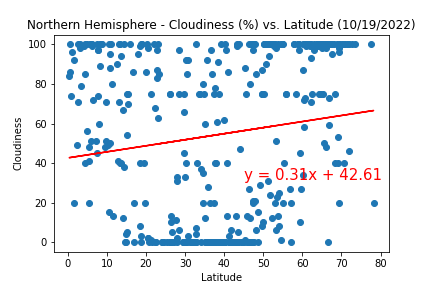 Northern Hemisphere - Cloudiness (%) vs. Latitude (10/19/2022)
100
80
60
40
20
0
Cloudiness
y = 0.31x + 42.61
0 10 20 30 40 50 60 70 80
Latitude